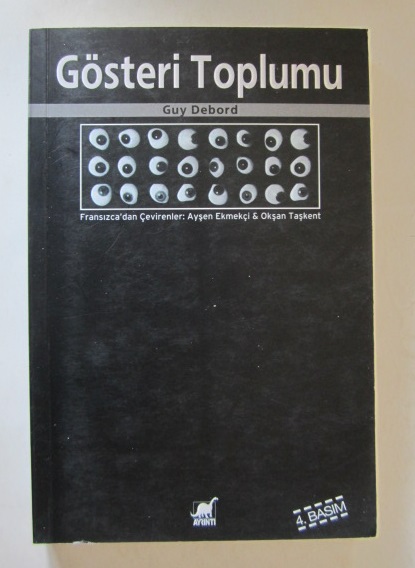 Gösteri Toplumu
Guy Debord
Fransızca'dan Çevirenler: Ayşen Ekmekçi & Okşan Taşkent
AYRINTI
4. BASIM